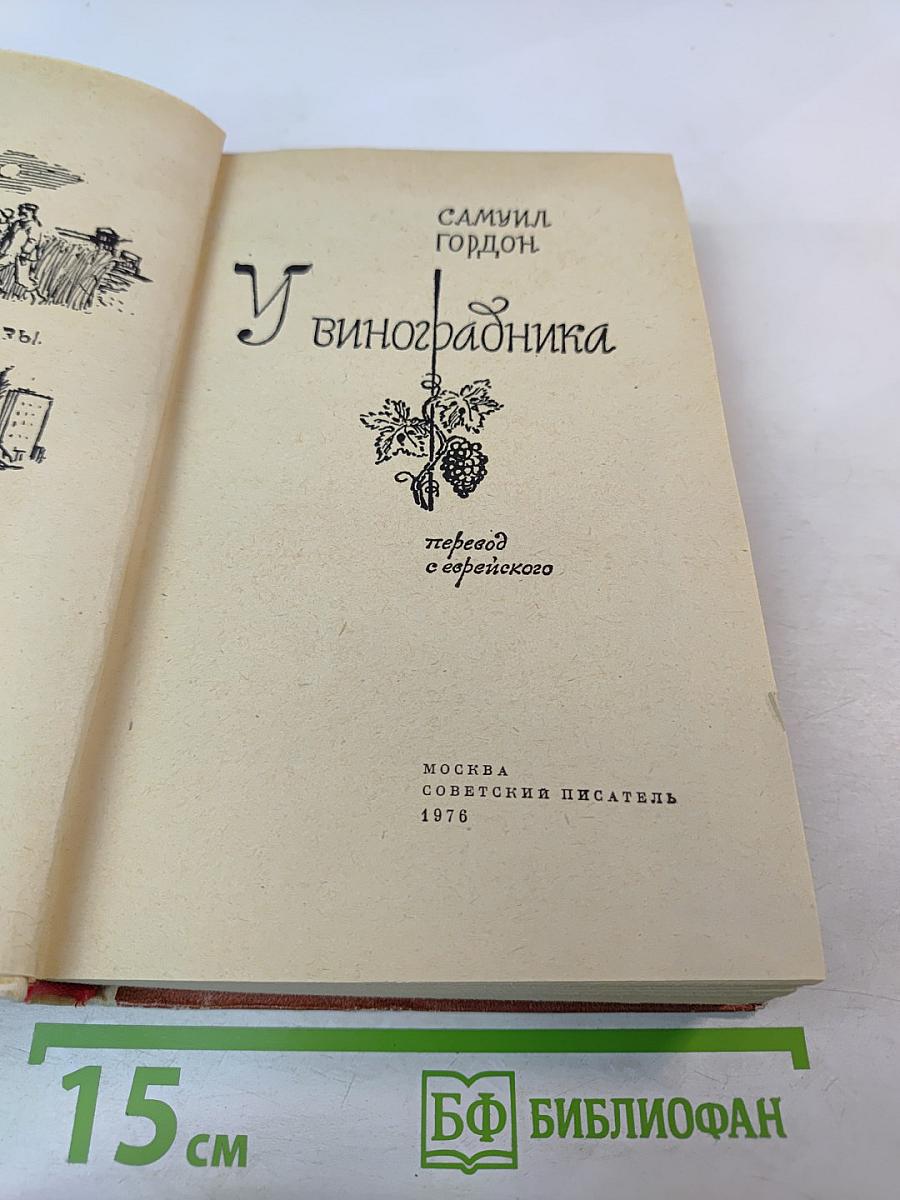 САМУИЛ
ГОРДОН
У виноградника
перевод
с еврейского
МОСКВА
СОВЕТСКИЙ ПИСАТЕЛЬ
1976
15 см
БФ БИБЛИОФАН